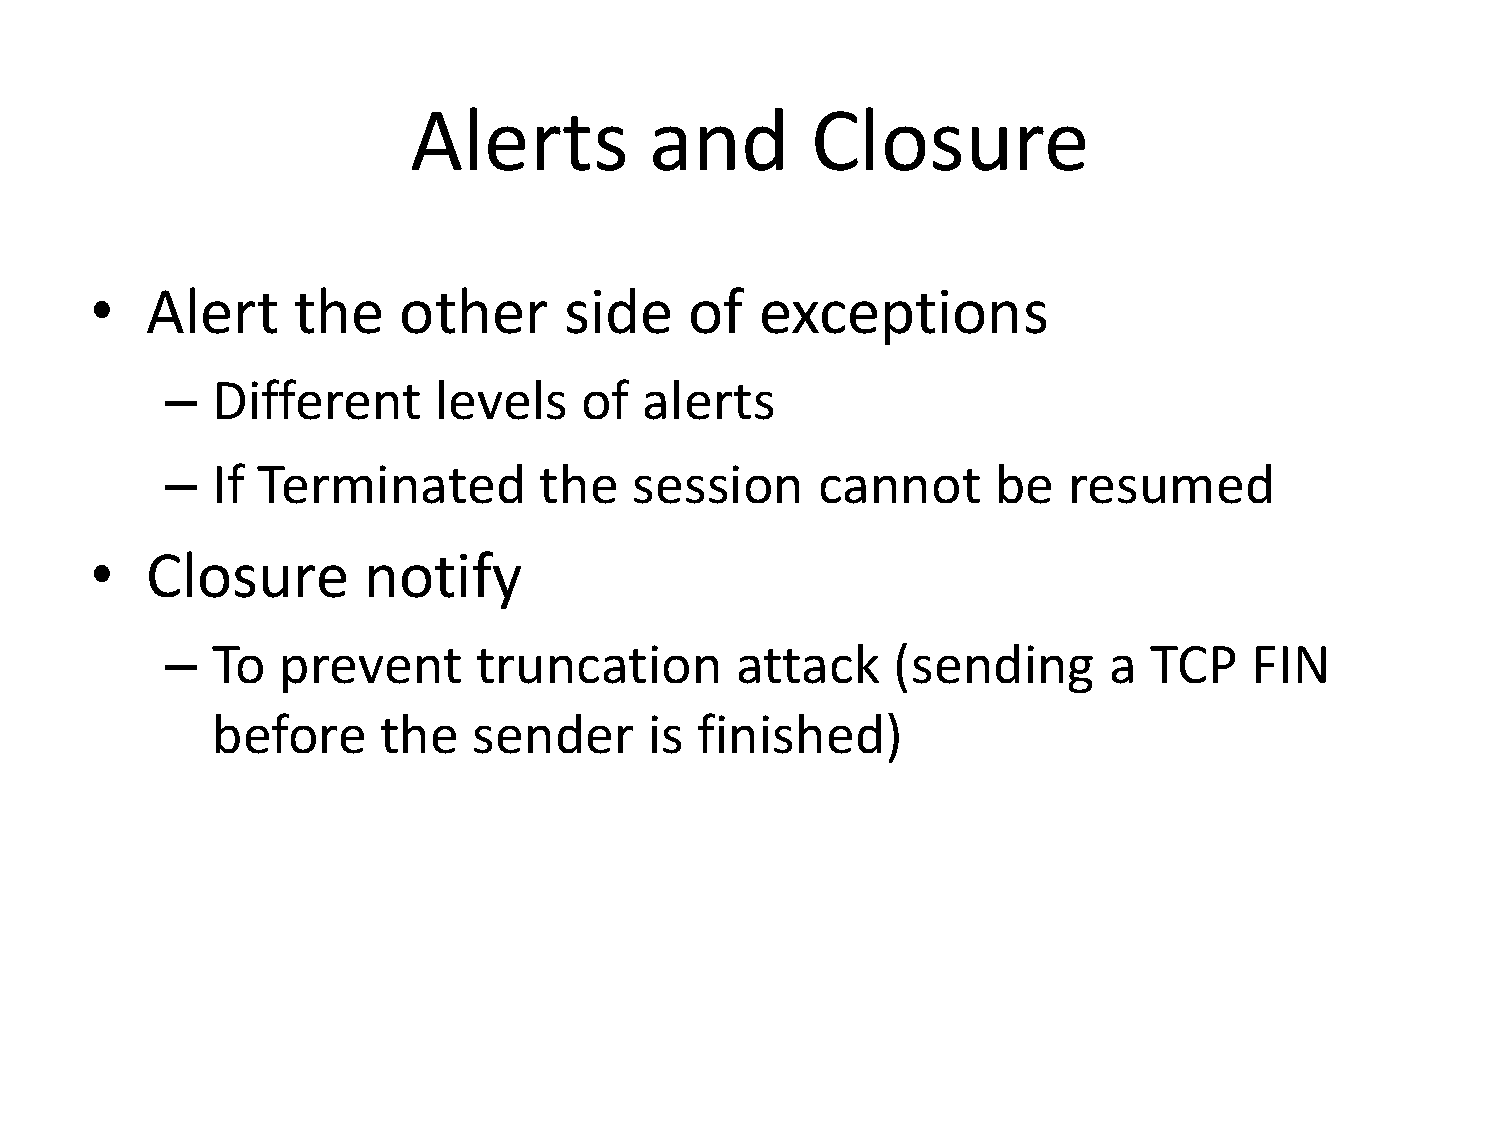 Alerts and Closure
• Alert the other side of exceptions
– Different levels of alerts
– If Terminated the session cannot be resumed
• Closure notify
– To prevent truncation attack (sending a TCP FIN
before the sender is finished)